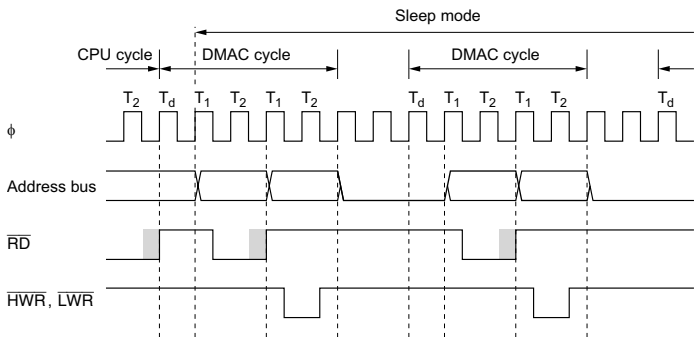 Sleep mode
CPU cycle DMAC cycle DMAC cycle
T2 Td T1 T2 T1 T2 Td T1 T2 T1 T2 Td
ϕ
Address bus
RD
HWR, LWR